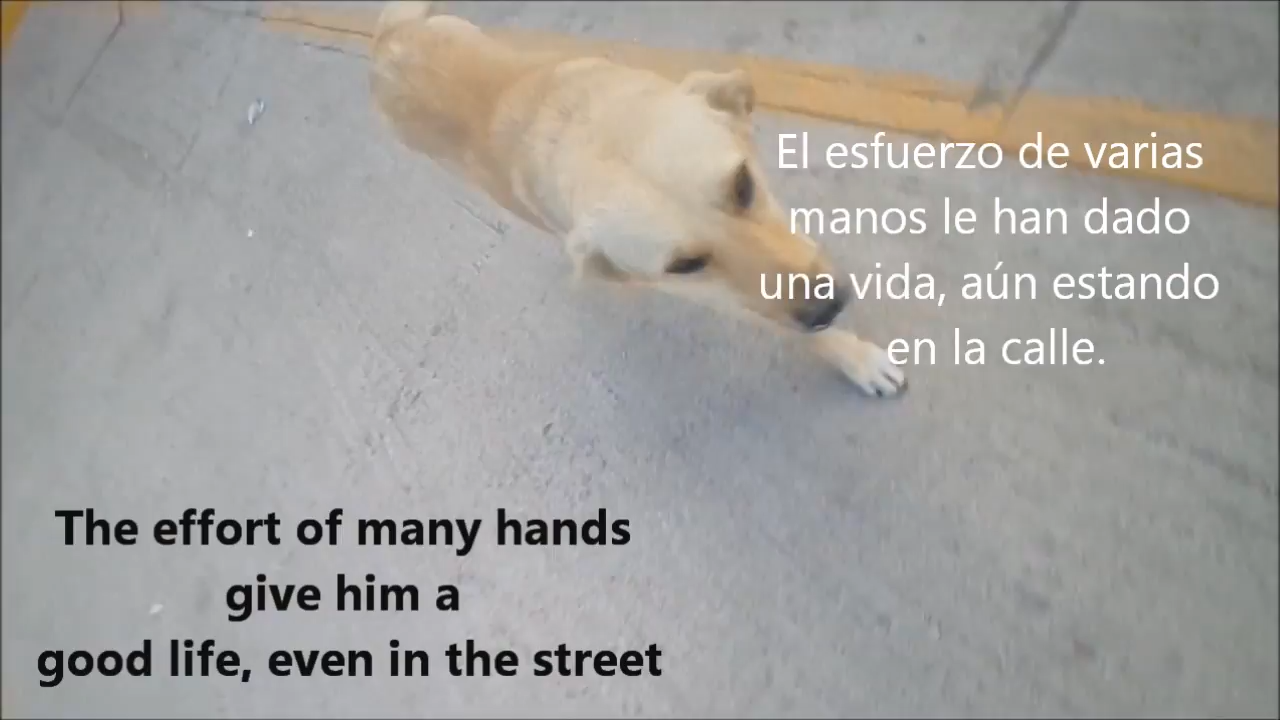 El esfuerzo de varias
manos le han dado
una vida, aún estando
en la calle.
The effort of many hands
give him a
good life, even in the street